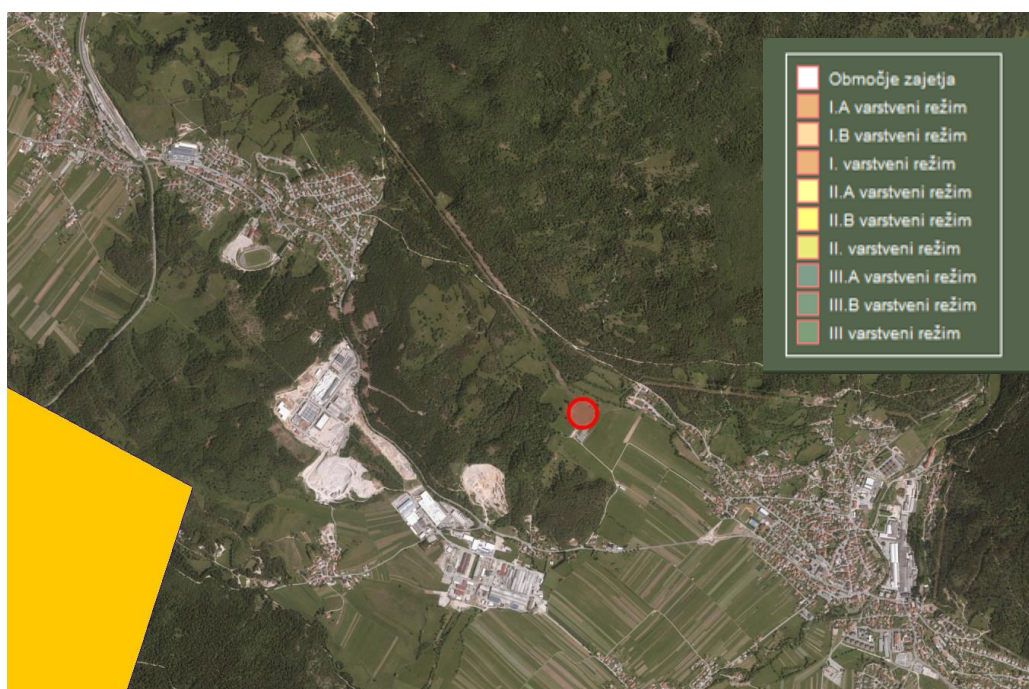 Območje zajetja
I.A varstveni režim
I.B varstveni režim
I. varstveni režim
II.A varstveni režim
II.B varstveni režim
II. varstveni režim
III.A varstveni režim
III.B varstveni režim
III varstveni režim